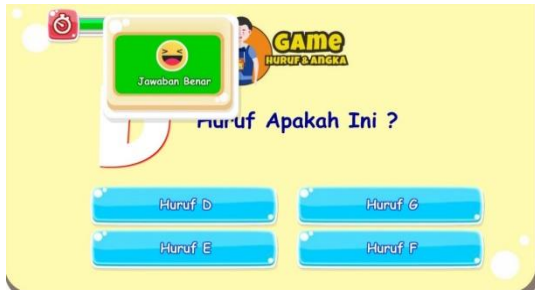 GAME
HURUF & ANGKA
Jawaban Benar
Huruf Apakah Ini ?
Huruf D
Huruf G
Huruf E
Huruf F